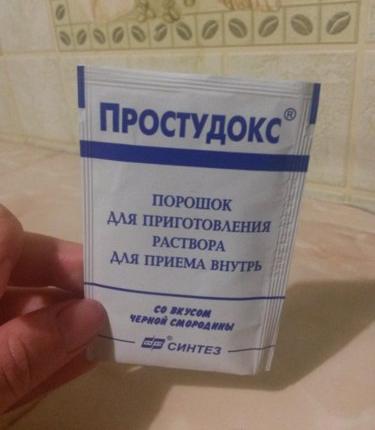 ПРОСТУДОКС®
ПОРОШОК
ДЛЯ ПРИГОТОВЛЕНИЯ
РАСТВОРА
ДЛЯ ПРИЕМА ВНУТРЬ
СО ВКУСОМ
ЧЕРНОЙ СМОРОДИНЫ
® СИНТЕЗ